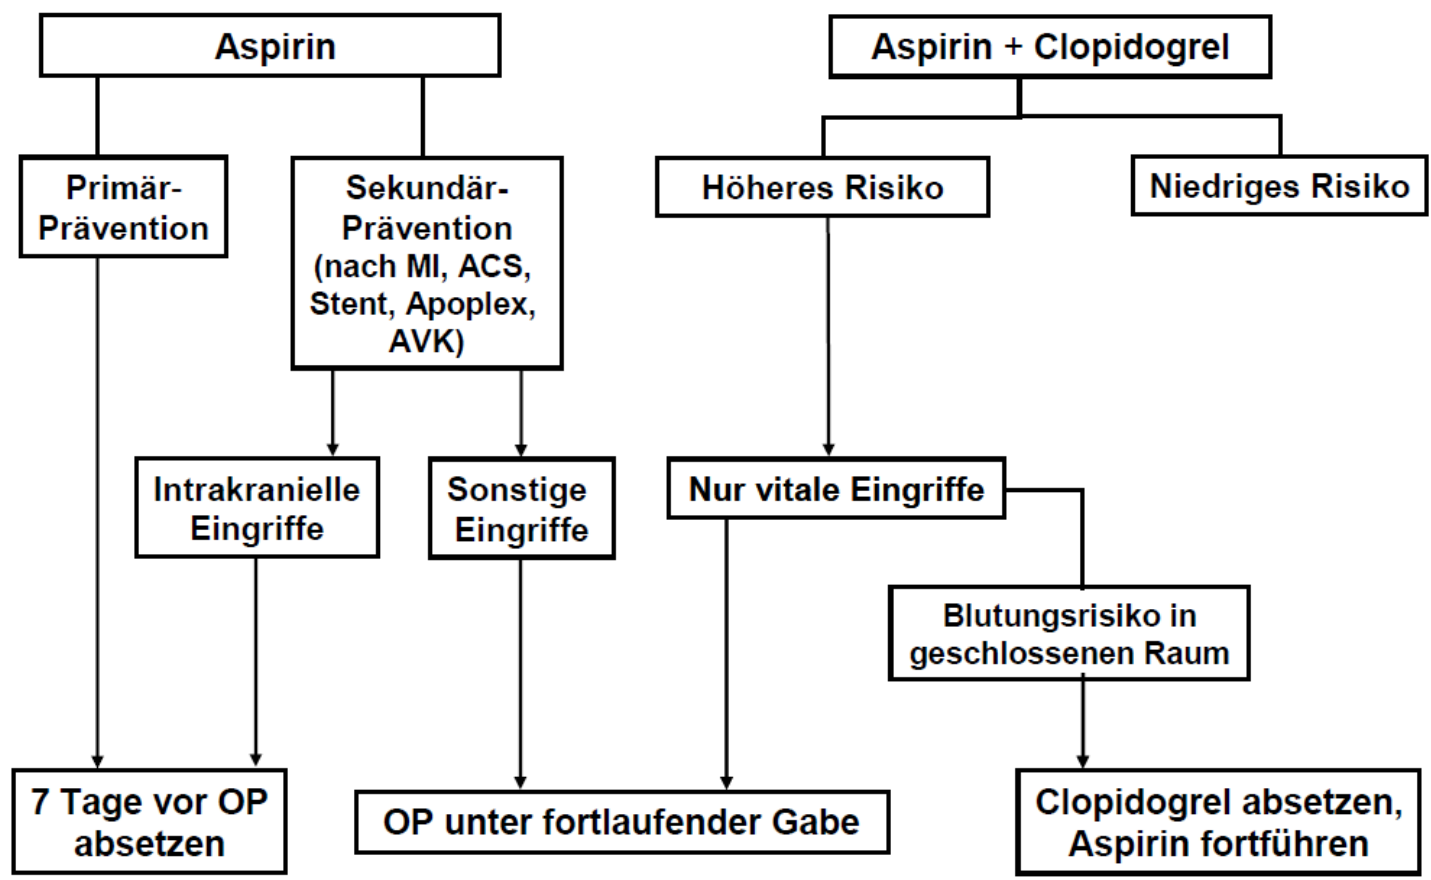 Aspirin
Aspirin + Clopidogrel
Primär-
Prävention
Sekundär-
Prävention
(nach MI, ACS,
Stent, Apoplex,
AVK)
Höheres Risiko
Niedriges Risiko
Intrakranielle
Eingriffe
Sonstige
Eingriffe
Nur vitale Eingriffe
Blutungsrisiko in
geschlossenen Raum
7 Tage vor OP
absetzen
OP unter fortlaufender Gabe
Clopidogrel absetzen,
Aspirin fortführen